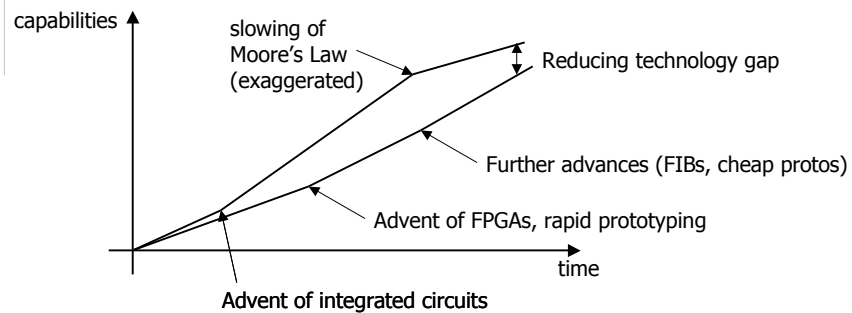 capabilities
slowing of
Moore's Law
(exaggerated)
Reducing technology gap
Further advances (FIBs, cheap protos)
Advent of FPGAs, rapid prototyping
time
Advent of integrated circuits